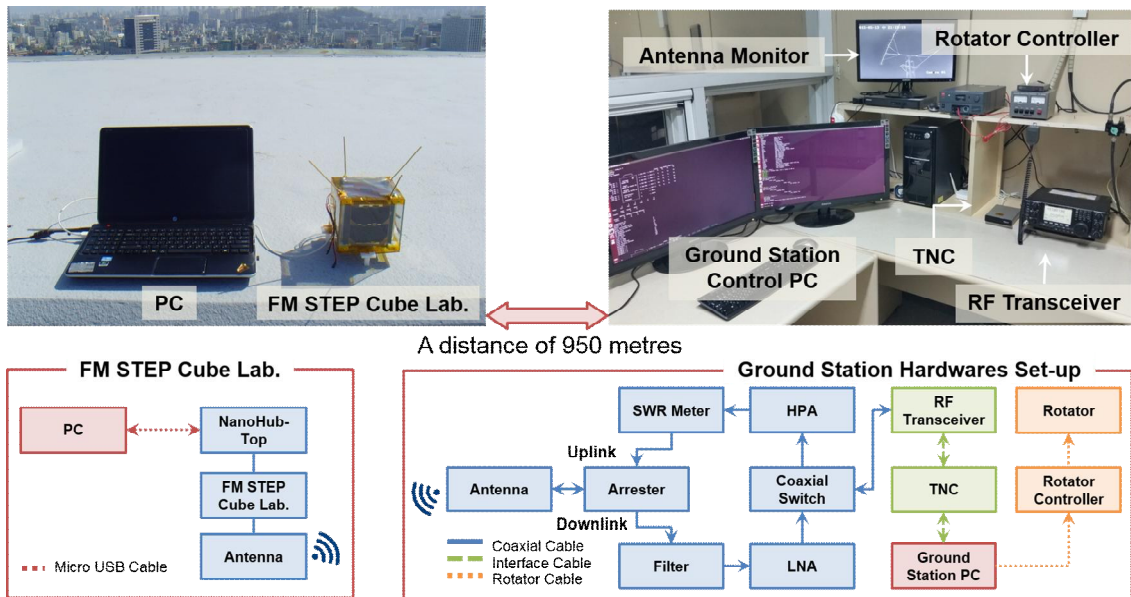 Antenna Monitor
Rotator Controller
PC
FM STEP Cube Lab.
Ground Station
Control PC
TNC
RF Transceiver
A distance of 950 metres
FM STEP Cube Lab.
PC
NanoHub-
Top
FM STEP
Cube Lab.
Antenna
Micro USB Cable
Ground Station Hardwares Set-up
SWR Meter
HPA
RF
Transceiver
Rotator
Uplink
Antenna
Arrester
Coaxial
Switch
TNC
Rotator
Controller
Downlink
Coaxial Cable
Interface Cable
Rotator Cable
Filter
LNA
Ground
Station PC